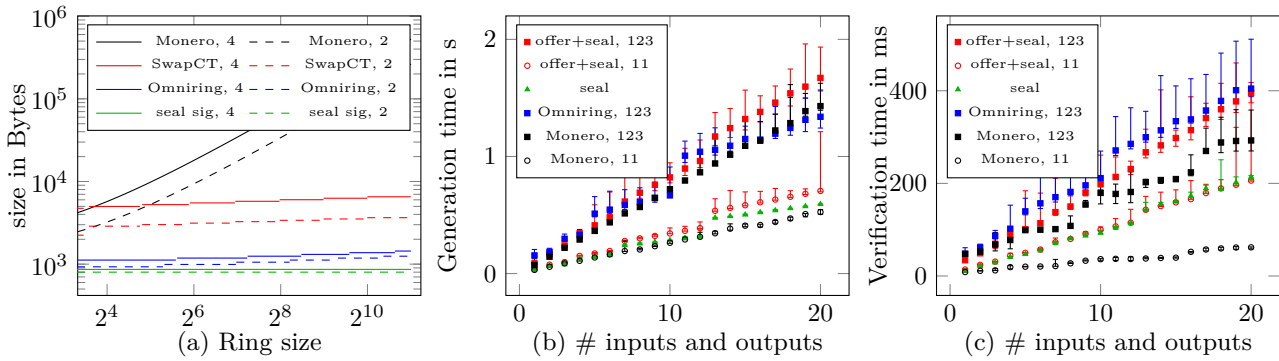 10^6
10^5
10^4
10^3
size in Bytes
Monero, 4 Monero, 2
SwapCT, 4 SwapCT, 2
Omniring, 4 Omniring, 2
seal sig, 4 seal sig, 2
2^4 2^6 2^8 2^10
(a) Ring size
2
1
0
Generation time in s
offer+seal, 123
offer+seal, 11
seal
Omniring, 123
Monero, 123
Monero, 11
0 10 20
(b) # inputs and outputs
400
200
0
Verification time in ms
offer+seal, 123
offer+seal, 11
seal
Omniring, 123
Monero, 123
Monero, 11
0 10 20
(c) # inputs and outputs